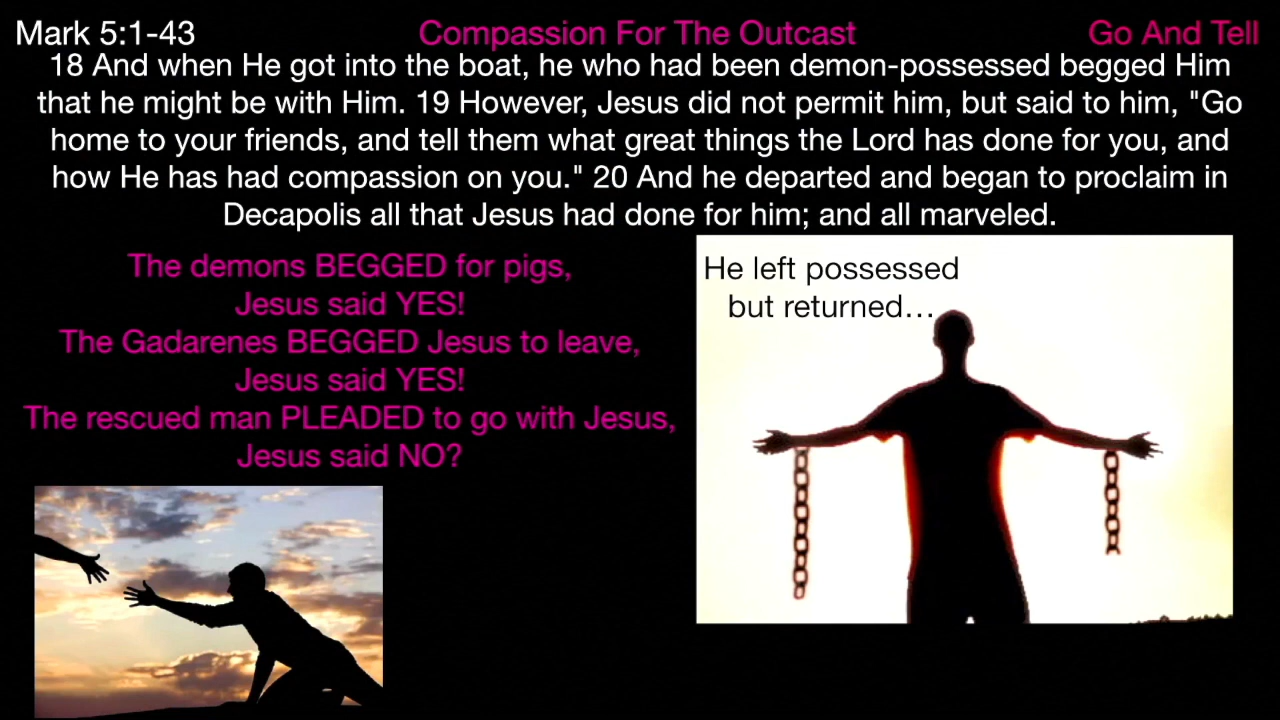 Mark 5:1-43
Compassion For The Outcast
Go And Tell
18 And when He got into the boat, he who had been demon-possessed begged Him
that he might be with Him. 19 However, Jesus did not permit him, but said to him, "Go
home to your friends, and tell them what great things the Lord has done for you, and
how He has had compassion on you." 20 And he departed and began to proclaim in
Decapolis all that Jesus had done for him; and all marveled.
The demons BEGGED for pigs,
Jesus said YES!
The Gadarenes BEGGED Jesus to leave,
Jesus said YES!
The rescued man PLEADED to go with Jesus,
Jesus said NO?
He left possessed
but returned…